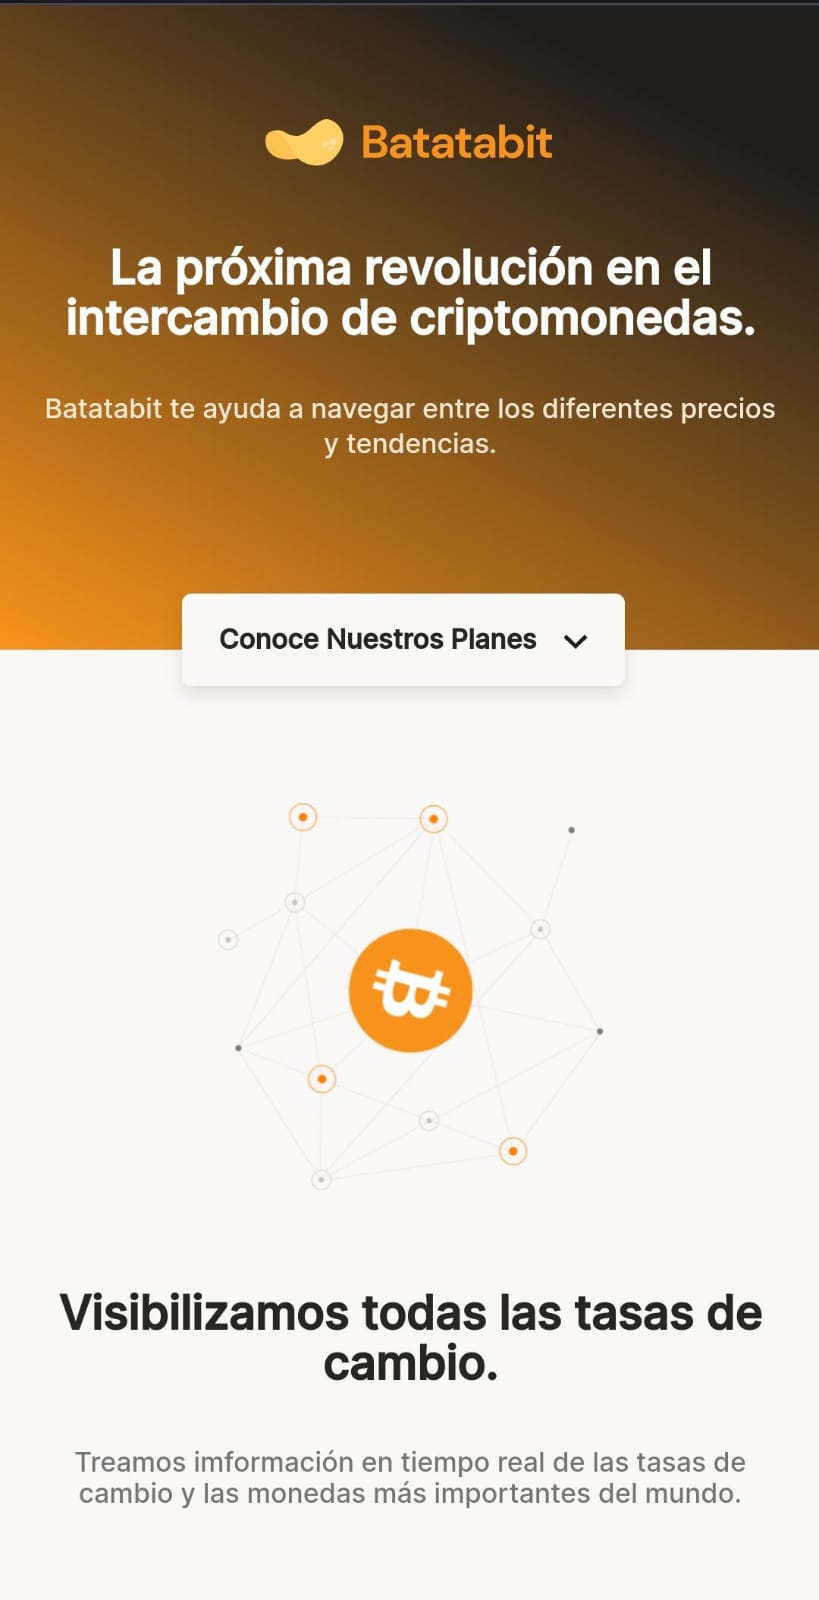 Batatabit
La próxima revolución en el
intercambio de criptomonedas.
Batatabit te ayuda a navegar entre los diferentes precios
y tendencias.
Conoce Nuestros Planes
Visibilizamos todas las tasas de
cambio.
Treamos imformación en tiempo real de las tasas de
cambio y las monedas más importantes del mundo.